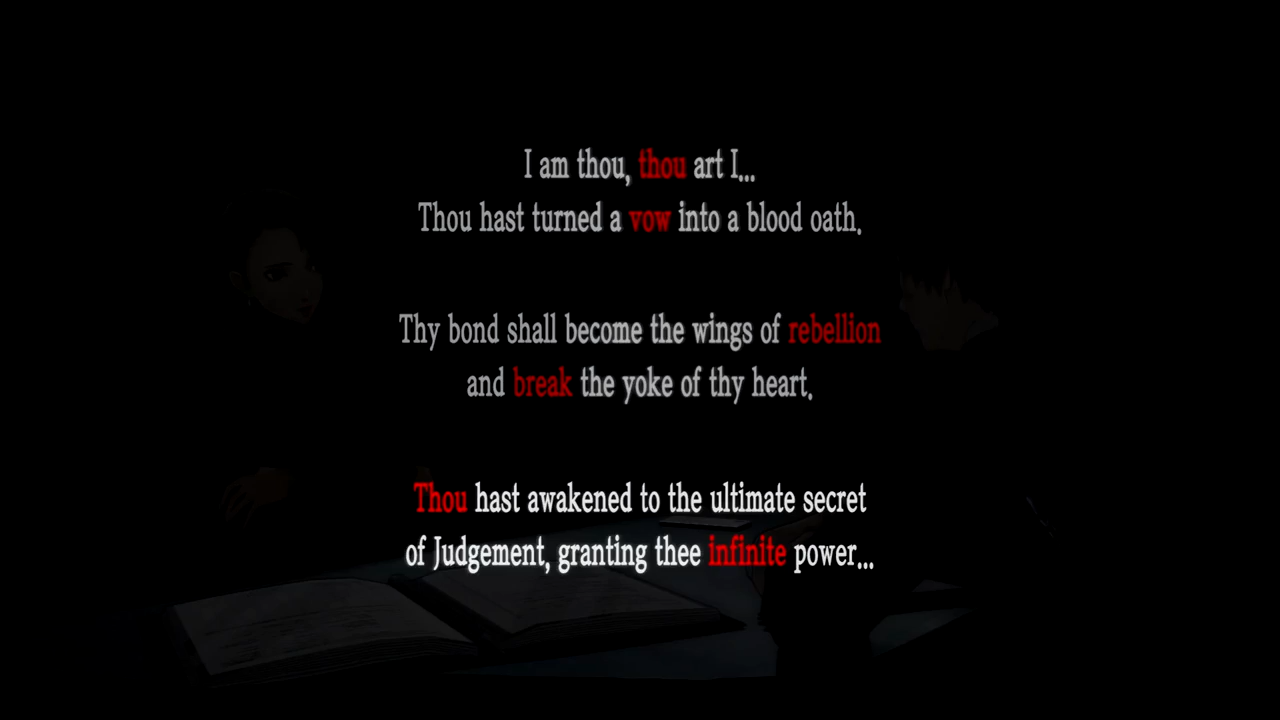 I am thou, thou art I...
Thou hast turned a vow into a blood oath.
Thy bond shall become the wings of rebellion
and break the yoke of thy heart.
Thou hast awakened to the ultimate secret
of Judgement, granting thee infinite power...